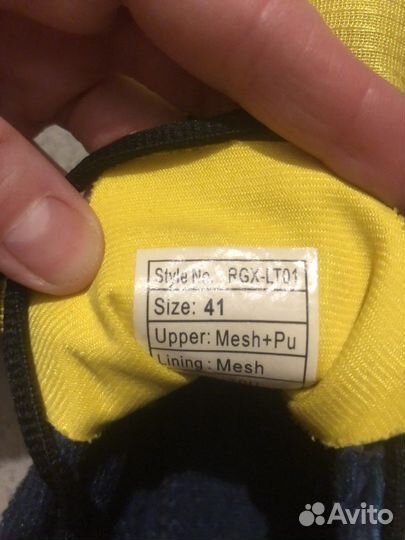 Style No. RGX-LT01
Size: 41
Upper: Mesh+Pu
Lining : Mesh
Avito